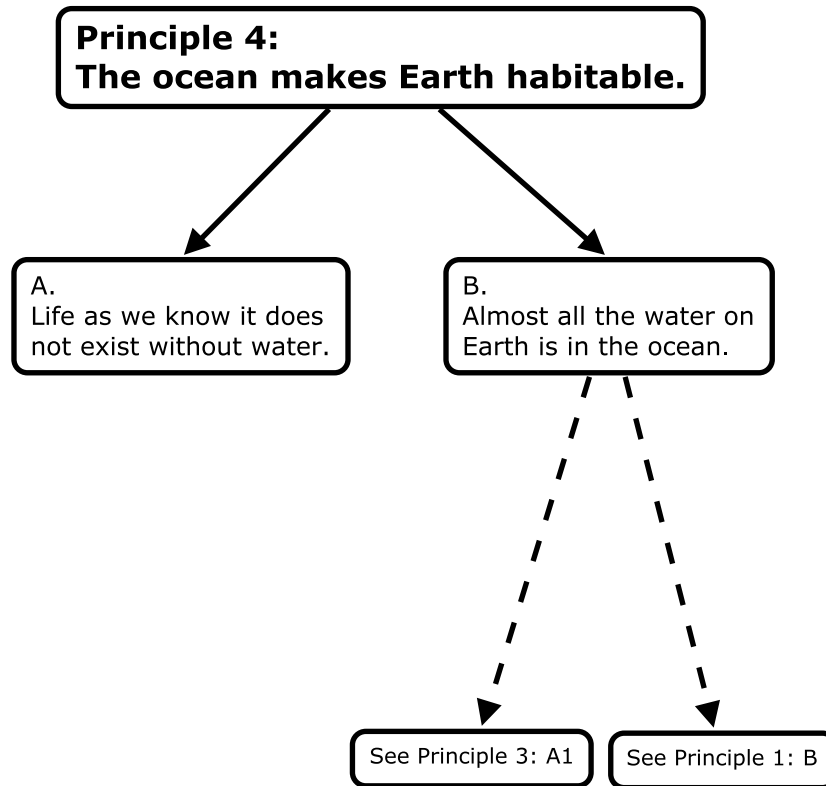 Principle 4:
The ocean makes Earth habitable.
A.
Life as we know it does
not exist without water.
B.
Almost all the water on
Earth is in the ocean.
See Principle 3: A1
See Principle 1: B